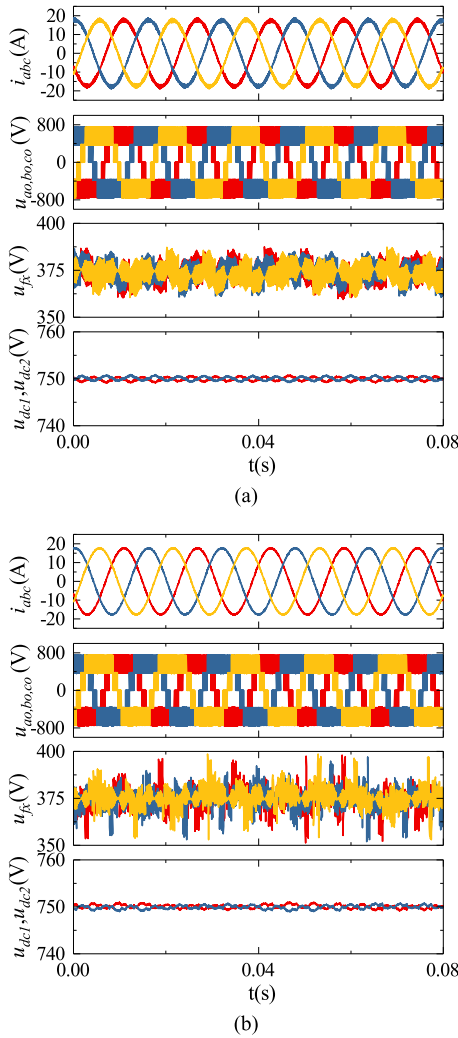 i_abc(A)
20
10
0
-10
-20
u_ao,bo,co (V)
800
0
-800
u_fx(V)
400
375
350
u_dc1,u_dc2(V)
760
750
740
0.00
0.04
0.08
t(s)
(a)
i_abc(A)
20
10
0
-10
-20
u_ao,bo,co(V)
800
0
-800
u_fx(V)
400
375
350
u_dc1,u_dc2(V)
760
750
740
0.00
0.04
0.08
t(s)
(b)